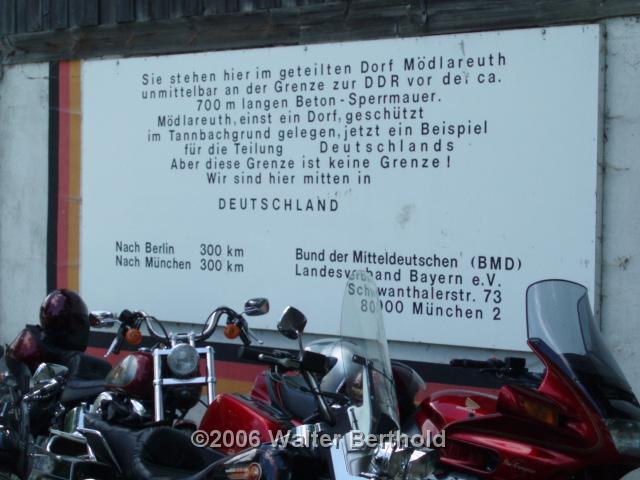 Sie stehen hier im geteilten Dorf Mödlareuth
unmittelbar an der Grenze zur DDR vor der ca.
700 m langen Beton-Sperrmauer.
Mödlareuth, einst ein Dorf, geschützt
im Tannbachgrund gelegen, jetzt ein Beispiel
für die Teilung Deutschlands
Aber diese Grenze ist keine Grenze!
Wir sind hier mitten in
DEUTSCHLAND
Nach Berlin 300 km
Nach München 300 km
Bund der Mitteldeutschen (BMD)
Landesverband Bayern e.V.
Schwanthalerstr. 73
8000 München 2
©2006 Walter Berthold